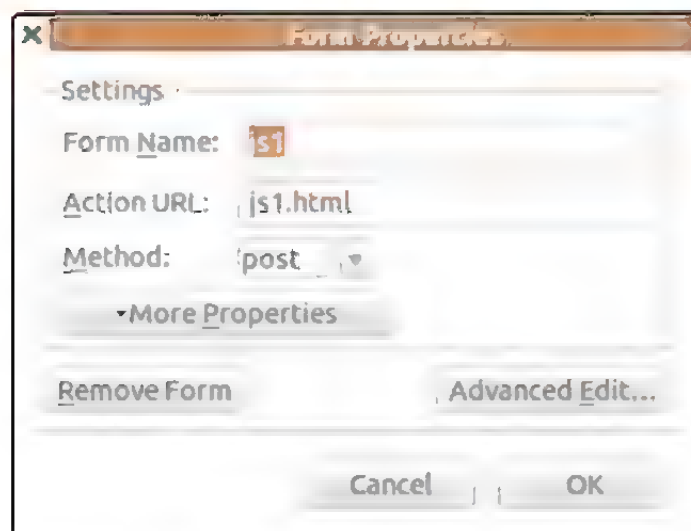 Form Properties
Settings
Form Name: js1
Action URL: js1.html
Method: post
More Properties
Remove Form Advanced Edit...
Cancel OK